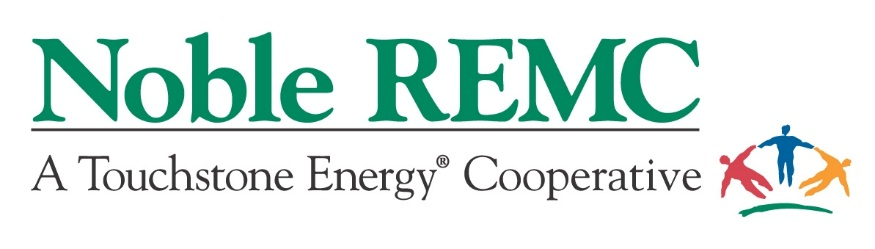 Noble REMC
A Touchstone Energy® Cooperative